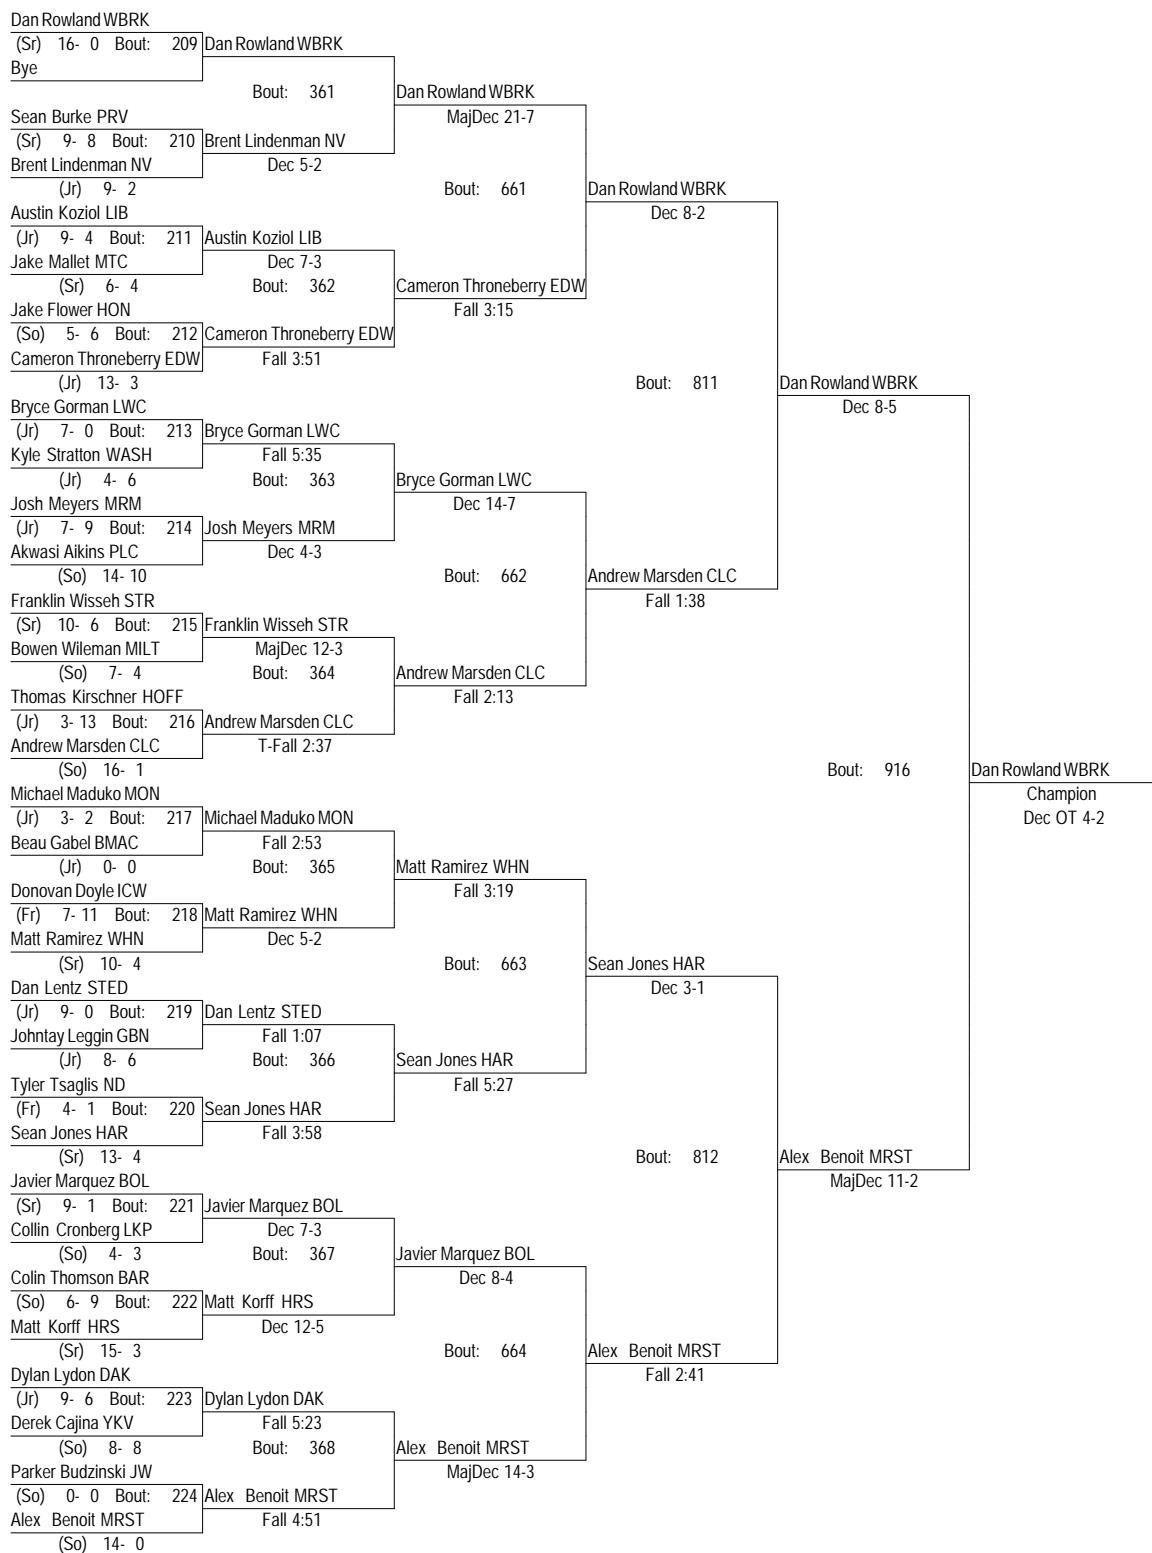 Dan Rowland WBRK
(Sr) 16- 0 Bout: 209 Dan Rowland WBRK
Bye
Bout: 361 Dan Rowland WBRK
Sean Burke PRV MajDec 21-7
(Sr) 9- 8 Bout: 210 Brent Lindenman NV
Brent Lindenman NV Dec 5-2
(Jr) 9- 2 Bout: 661 Dan Rowland WBRK
Austin Koziol LIB Dec 8-2
(Jr) 9- 4 Bout: 211 Austin Koziol LIB
Jake Mallet MTC Dec 7-3
(Sr) 6- 4 Bout: 362 Cameron Throneberry EDW
Jake Flower HON Fall 3:15
(So) 5- 6 Bout: 212 Cameron Throneberry EDW
Cameron Throneberry EDW Fall 3:51
(Jr) 13- 3 Bout: 811 Dan Rowland WBRK
Bryce Gorman LWC Dec 8-5
(Jr) 7- 0 Bout: 213 Bryce Gorman LWC
Kyle Stratton WASH Fall 5:35
(Jr) 4- 6 Bout: 363 Bryce Gorman LWC
Josh Meyers MRM Dec 14-7
(Jr) 7- 9 Bout: 214 Josh Meyers MRM
Akwasi Aikins PLC Dec 4-3
(So) 14- 10 Bout: 662 Andrew Marsden CLC
Franklin Wisseh STR Fall 1:38
(Sr) 10- 6 Bout: 215 Franklin Wisseh STR
Bowen Wileman MILT MajDec 12-3
(So) 7- 4 Bout: 364 Andrew Marsden CLC
Thomas Kirschner HOFF Fall 2:13
(Jr) 3- 13 Bout: 216 Andrew Marsden CLC
Andrew Marsden CLC T-Fall 2:37
(So) 16- 1 Bout: 916 Dan Rowland WBRK
Michael Maduko MON Champion
(Jr) 3- 2 Bout: 217 Michael Maduko MON Dec OT 4-2
Beau Gabel BMAC Fall 2:53
(Jr) 0- 0 Bout: 365 Matt Ramirez WHN
Donovan Doyle ICW Fall 3:19
(Fr) 7- 11 Bout: 218 Matt Ramirez WHN
Matt Ramirez WHN Dec 5-2
(Sr) 10- 4 Bout: 663 Sean Jones HAR
Dan Lentz STED Dec 3-1
(Jr) 9- 0 Bout: 219 Dan Lentz STED
Johntay Leggin GBN Fall 1:07
(Jr) 8- 6 Bout: 366 Sean Jones HAR
Tyler Tsaglis ND Fall 5:27
(Fr) 4- 1 Bout: 220 Sean Jones HAR
Sean Jones HAR Fall 3:58
(Sr) 13- 4 Bout: 812 Alex Benoit MRST
Javier Marquez BOL MajDec 11-2
(Sr) 9- 1 Bout: 221 Javier Marquez BOL
Collin Cronberg LKP Dec 7-3
(So) 4- 3 Bout: 367 Javier Marquez BOL
Colin Thomson BAR Dec 8-4
(So) 6- 9 Bout: 222 Matt Korff HRS
Matt Korff HRS Dec 12-5
(Sr) 15- 3 Bout: 664 Alex Benoit MRST
Dylan Lydon DAK Fall 2:41
(Jr) 9- 6 Bout: 223 Dylan Lydon DAK
Derek Cajina YKV Fall 5:23
(So) 8- 8 Bout: 368 Alex Benoit MRST
Parker Budzinski JW MajDec 14-3
(So) 0- 0 Bout: 224 Alex Benoit MRST
Alex Benoit MRST Fall 4:51
(So) 14- 0